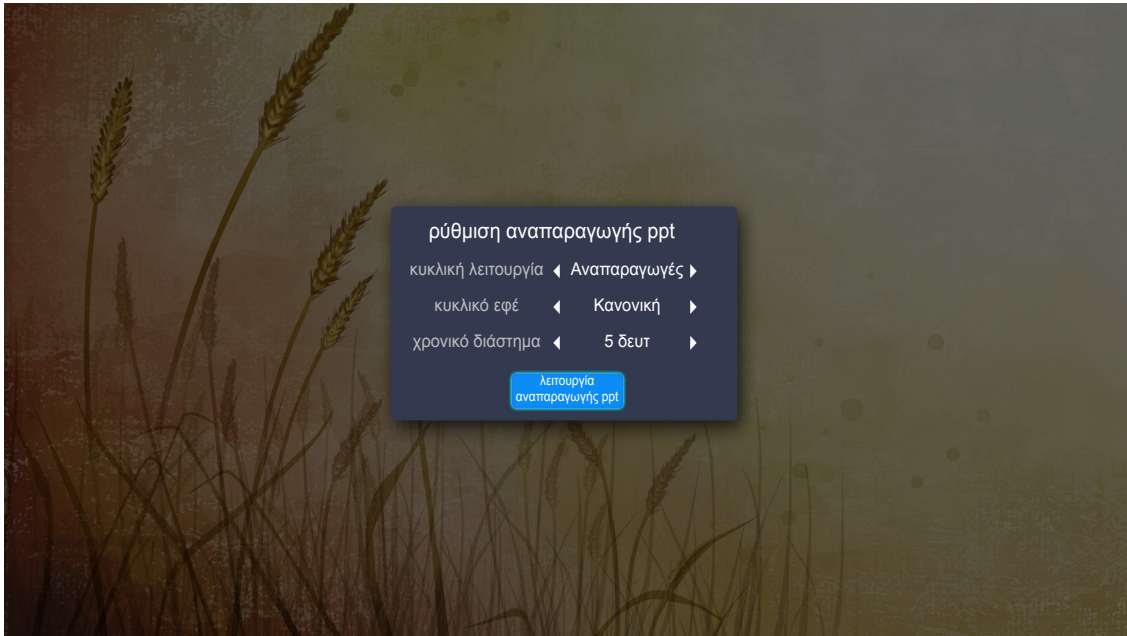 ρύθμιση αναπαραγωγής ppt
κυκλική λειτουργία Αναπαραγωγές
κυκλικό εφέ Κανονική
χρονικό διάστημα 5 δευτ
λειτουργία
αναπαραγωγής ppt